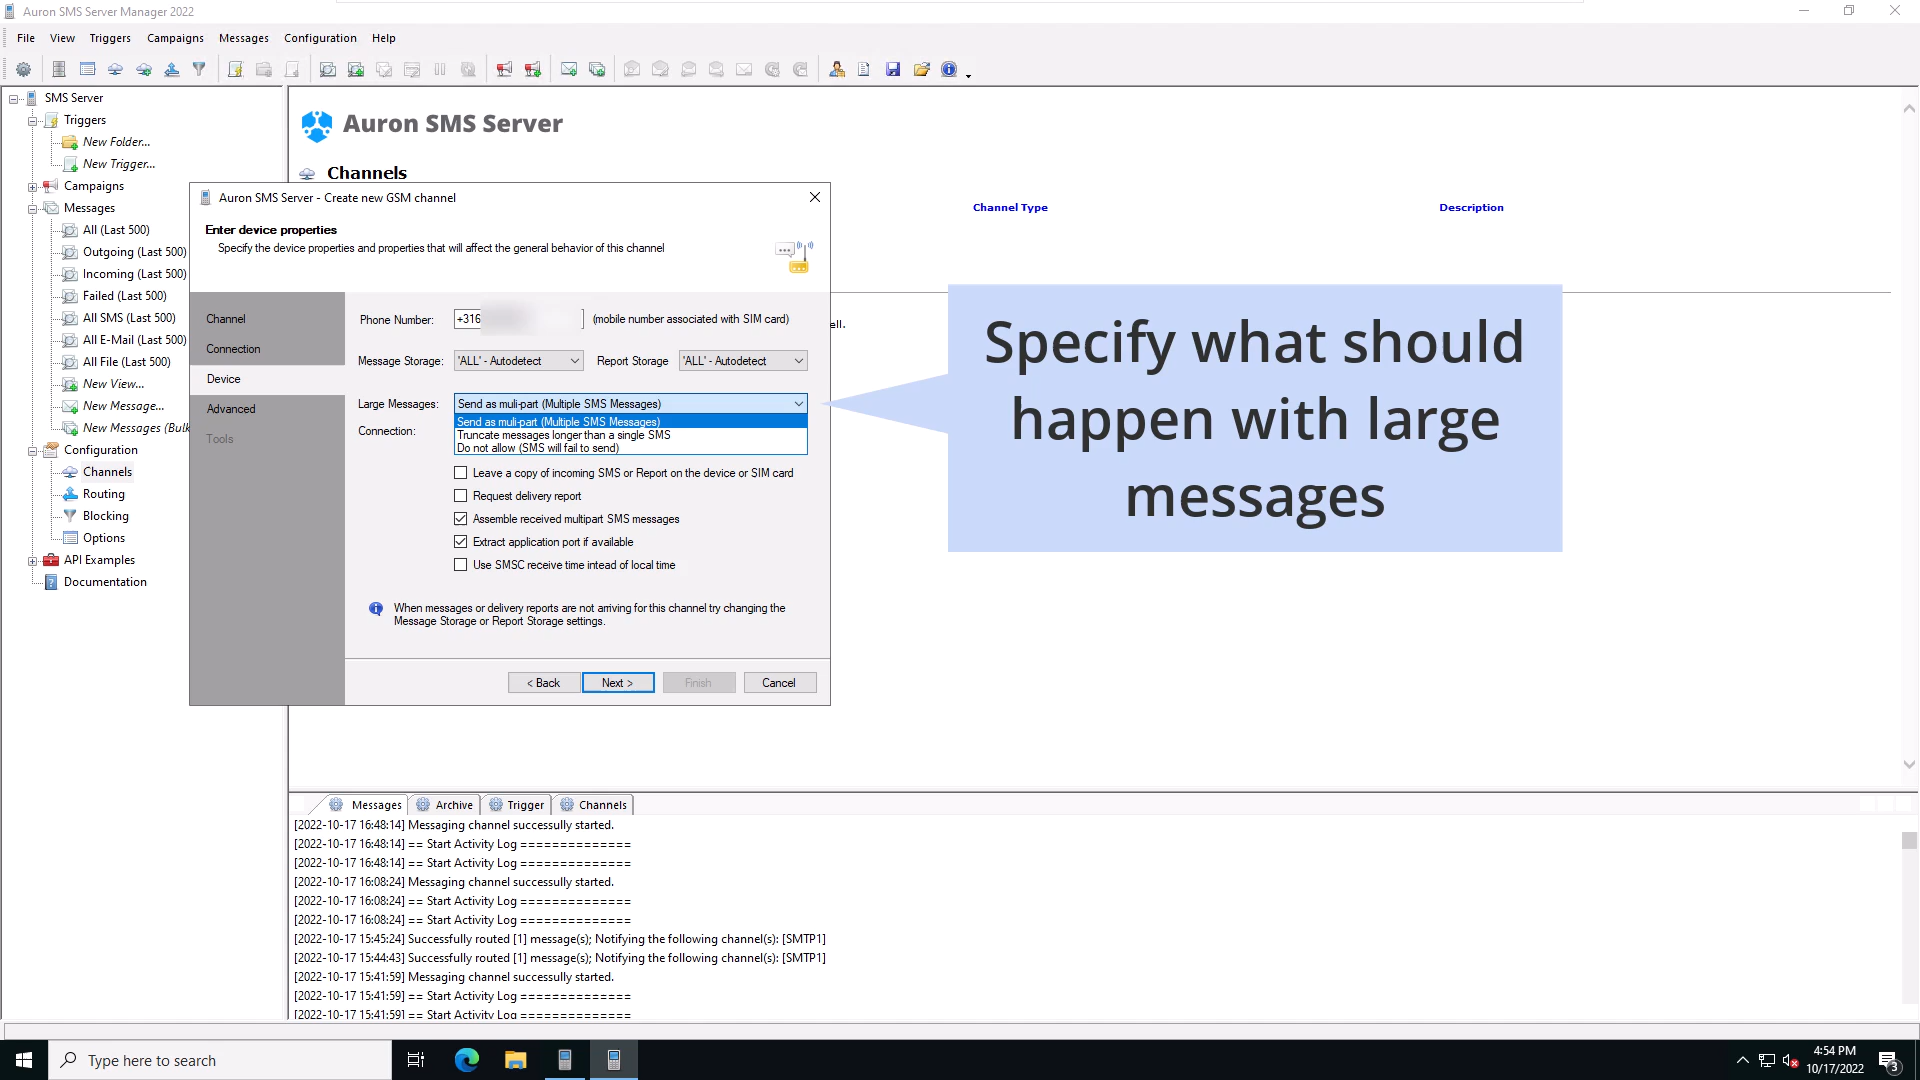 Auron SMS Server Manager 2022
File View Triggers Campaigns Messages Configuration Help
SMS Server
Triggers
New Folder...
New Trigger...
Campaigns
Messages
All (Last 500)
Outgoing (Last 500)
Incoming (Last 500)
Failed (Last 500)
All SMS (Last 500)
All E-Mail (Last 500)
All File (Last 500)
New View...
New Message...
New Messages (Bulk
Configuration
Channels
Routing
Blocking
Options
API Examples
Documentation
Auron SMS Server
Channels
Channel Type Description
ell.
Auron SMS Server - Create new GSM channel
Enter device properties
Specify the device properties and properties that will affect the general behavior of this channel
Channel
Connection
Device
Advanced
Tools
Phone Number: +316 (mobile number associated with SIM card)
Message Storage: 'ALL' - Autodetect Report Storage 'ALL' - Autodetect
Large Messages: Send as muli-part (Multiple SMS Messages)
Send as muli-part (Multiple SMS Messages)
Connection: Truncate messages longer than a single SMS
Do not allow (SMS will fail to send)
Leave a copy of incoming SMS or Report on the device or SIM card
Request delivery report
Assemble received multipart SMS messages
Extract application port if available
Use SMSC receive time intead of local time
When messages or delivery reports are not arriving for this channel try changing the
Message Storage or Report Storage settings.
< Back Next > Finish Cancel
Specify what should
happen with large
messages
Messages Archive Trigger Channels
[2022-10-17 16:48:14] Messaging channel successully started.
[2022-10-17 16:48:14] == Start Activity Log ==============
[2022-10-17 16:48:14] == Start Activity Log ==============
[2022-10-17 16:08:24] Messaging channel successully started.
[2022-10-17 16:08:24] == Start Activity Log ==============
[2022-10-17 16:08:24] == Start Activity Log ==============
[2022-10-17 15:45:24] Successfully routed [1] message(s); Notifying the following channel(s): [SMTP1]
[2022-10-17 15:44:43] Successfully routed [1] message(s); Notifying the following channel(s): [SMTP1]
[2022-10-17 15:41:59] Messaging channel successully started.
[2022-10-17 15:41:59] == Start Activity Log ==============
[2022-10-17 15:41:59] == Start Activity Log ==============
Type here to search
4:54 PM
10/17/2022
3